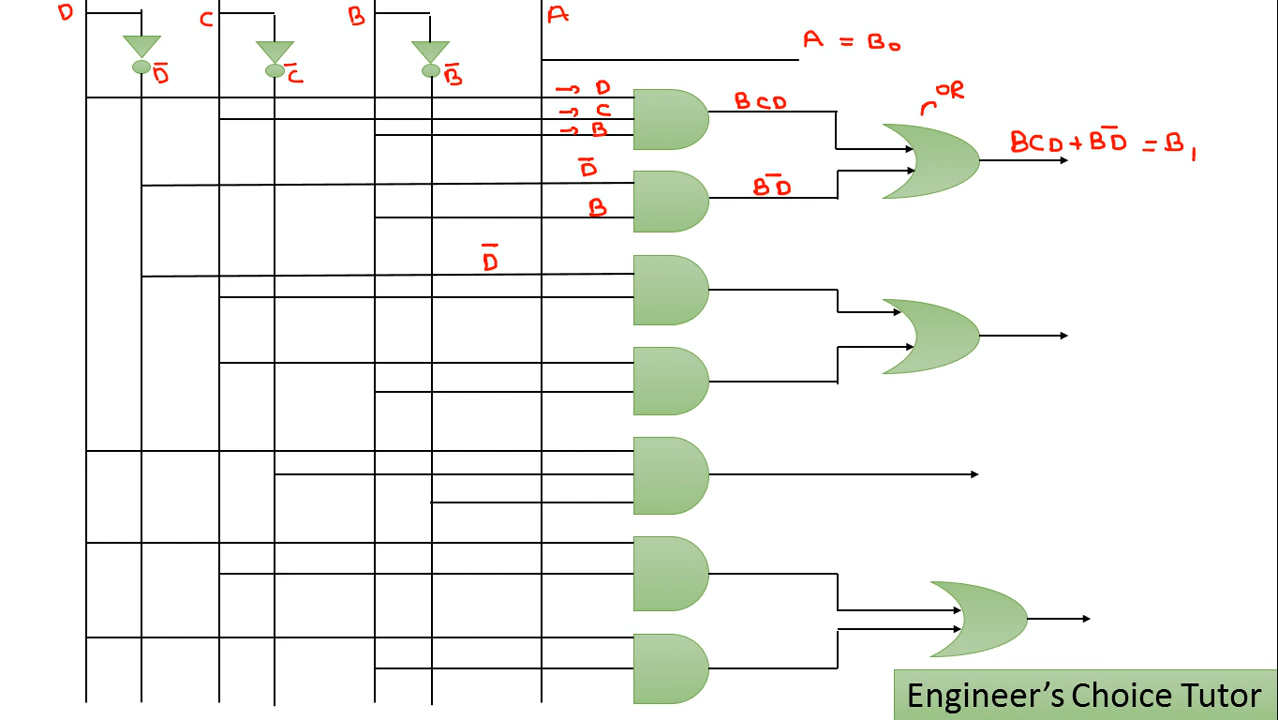 D C B A
A = B₀
D̅ C̅ B̅
→ D
→ C
→ B
BCD
OR
BCD + BD̅ = B₁
D̅
B
BD̅
D̅
Engineer's Choice Tutor